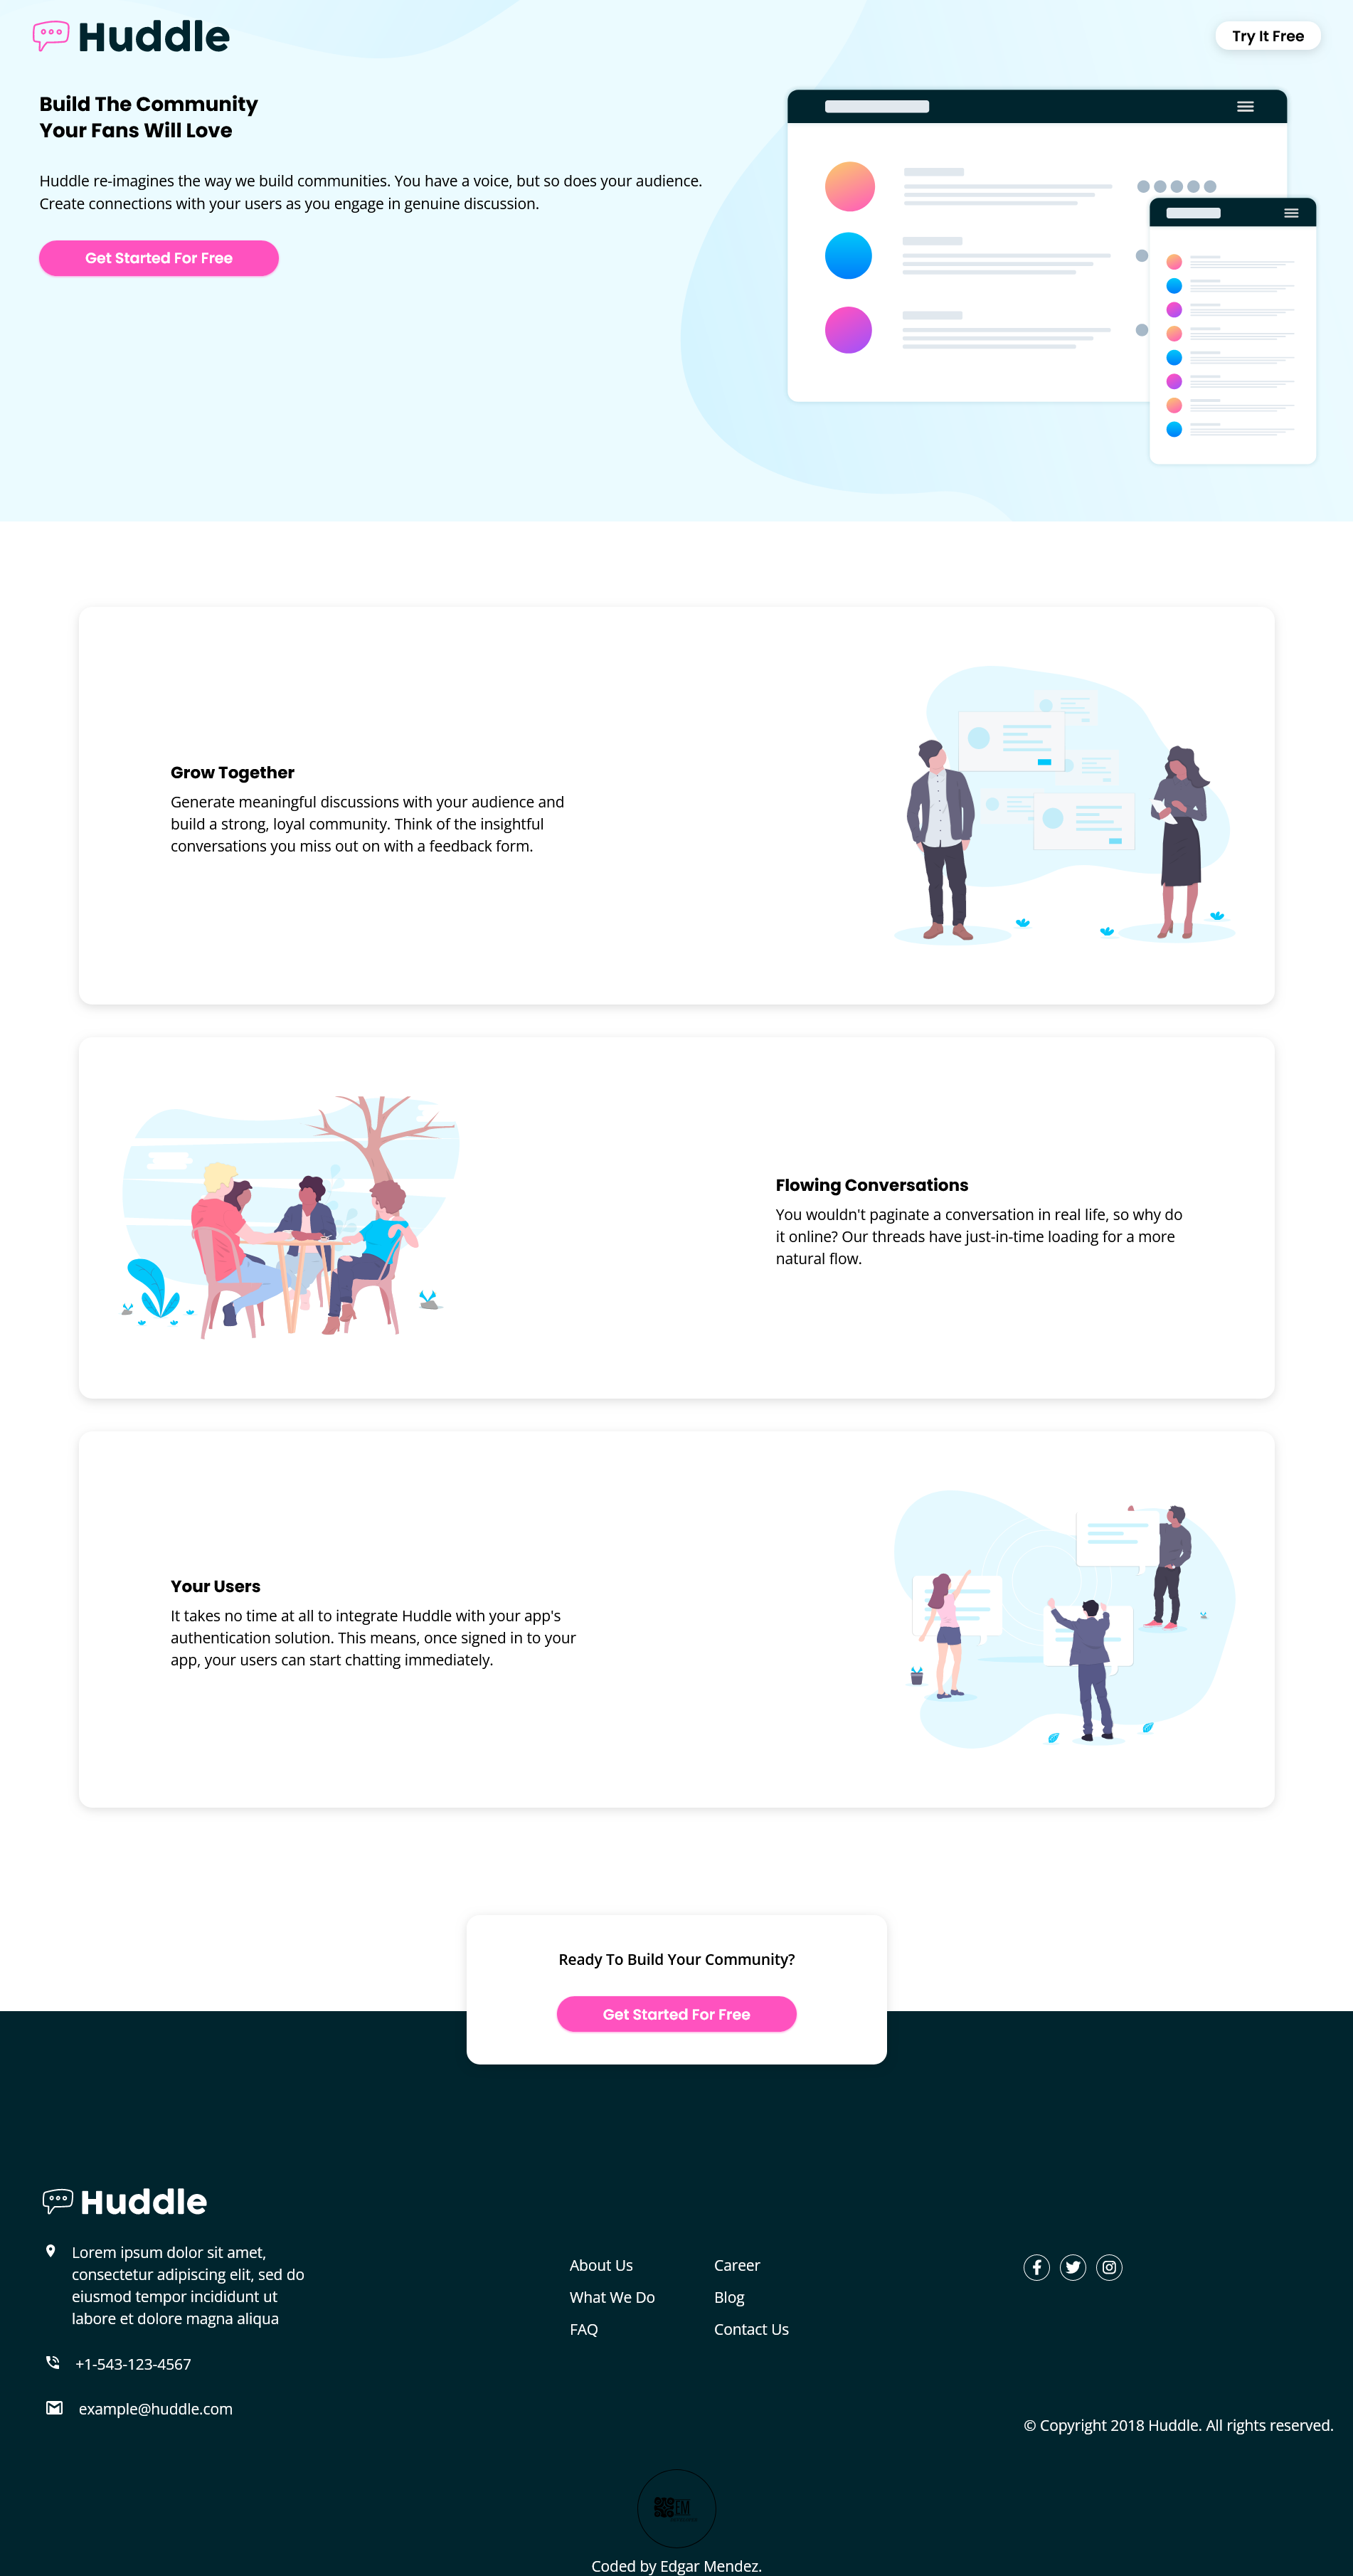 Huddle
Try It Free
Build The Community
Your Fans Will Love
Huddle re-imagines the way we build communities. You have a voice, but so does your audience.
Create connections with your users as you engage in genuine discussion.
Get Started For Free
Grow Together
Generate meaningful discussions with your audience and
build a strong, loyal community. Think of the insightful
conversations you miss out on with a feedback form.
Flowing Conversations
You wouldn't paginate a conversation in real life, so why do
it online? Our threads have just-in-time loading for a more
natural flow.
Your Users
It takes no time at all to integrate Huddle with your app's
authentication solution. This means, once signed in to your
app, your users can start chatting immediately.
Ready To Build Your Community?
Get Started For Free
Huddle
Lorem ipsum dolor sit amet,
consectetur adipiscing elit, sed do
eiusmod tempor incididunt ut
labore et dolore magna aliqua
+1-543-123-4567
example@huddle.com
About Us
What We Do
FAQ
Career
Blog
Contact Us
© Copyright 2018 Huddle. All rights reserved.
EM
Coded by Edgar Mendez.